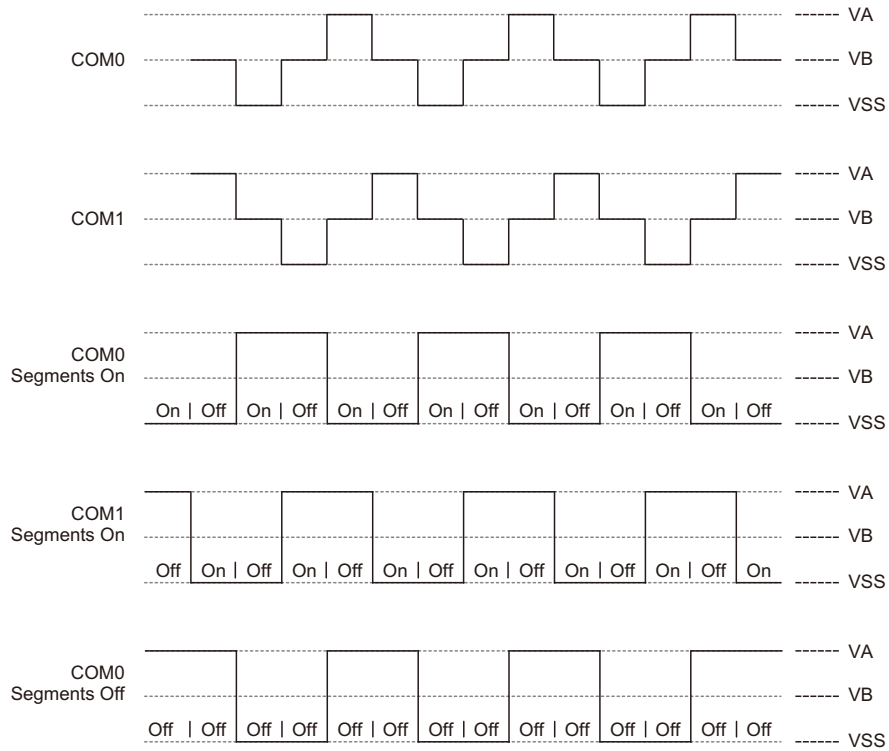 VA
COM0
VB
VSS
VA
COM1
VB
VSS
VA
COM0
Segments On
VB
On | Off | On | Off | On | Off | On | Off | On | Off | On | Off | On | Off
VSS
VA
COM1
Segments On
VB
Off | On | Off | On | Off | On | Off | On | Off | On | Off | On | Off | On
VSS
VA
COM0
Segments Off
VB
Off | Off | Off | Off | Off | Off | Off | Off | Off | Off | Off | Off | Off | Off
VSS